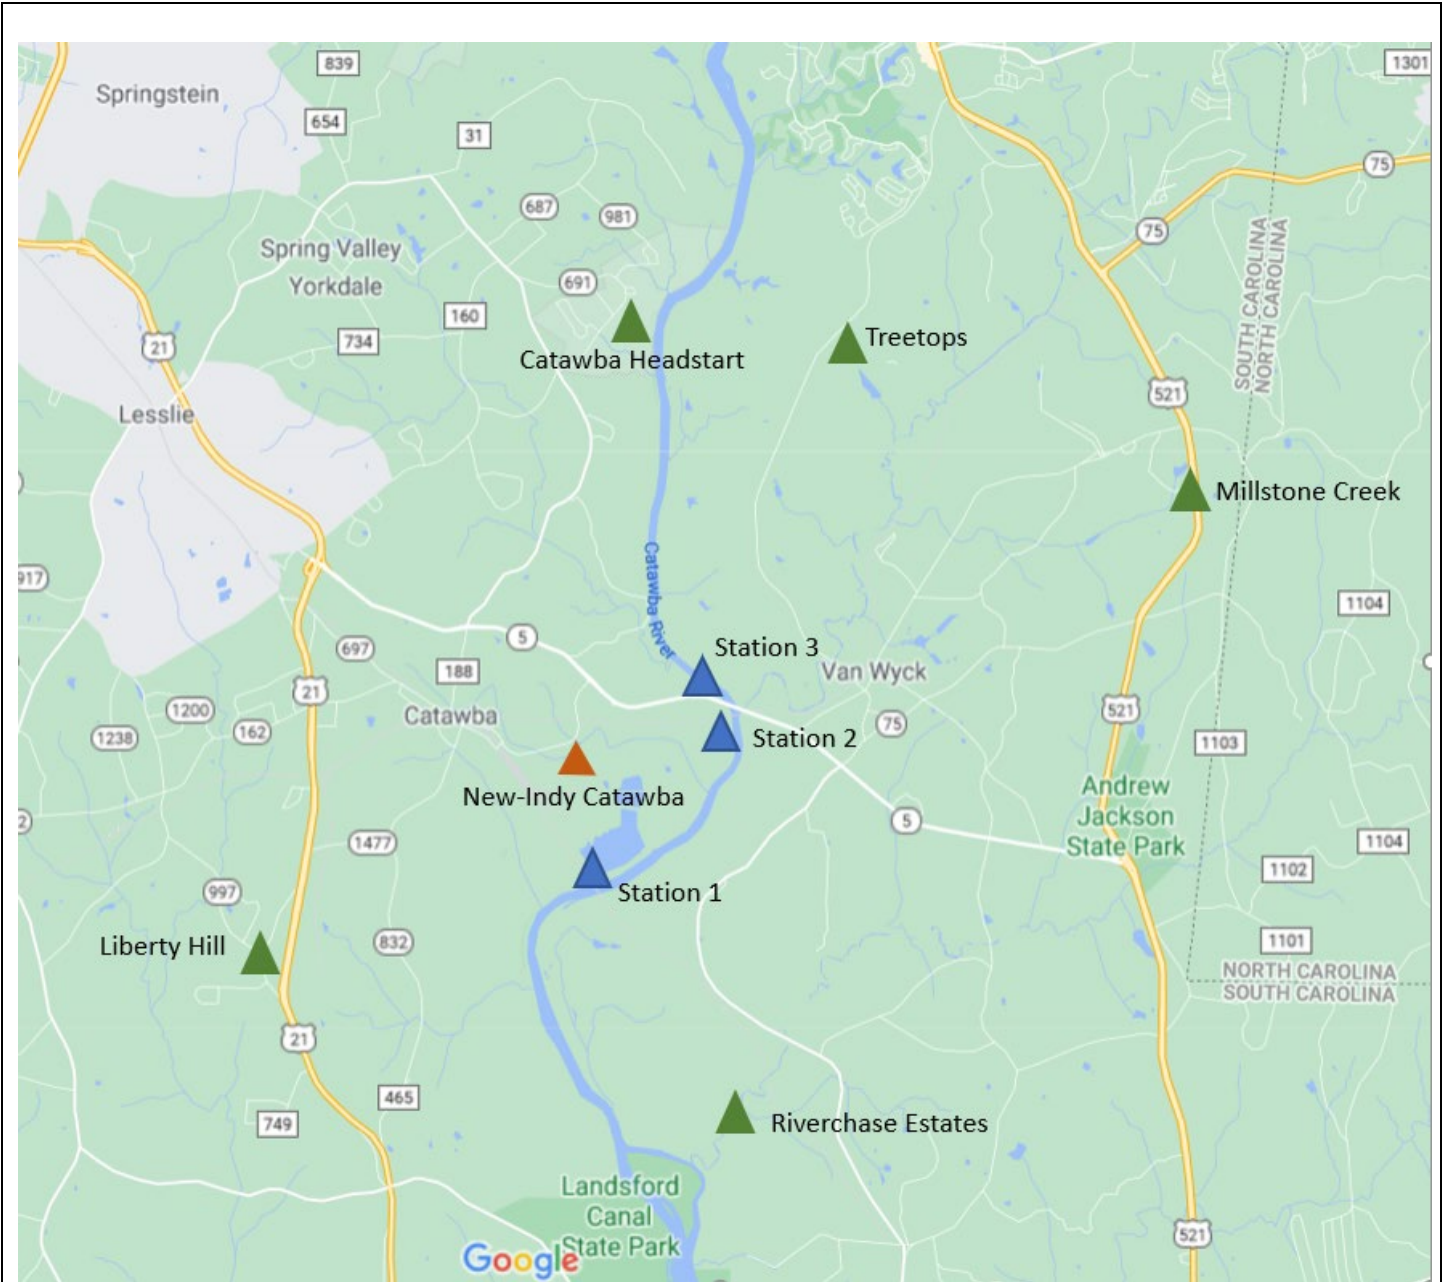 839
1301
Springstein
654
31
75
687
981
75
SOUTH CAROLINA
NORTH CAROLINA
Spring Valley
Yorkdale
691
160
21
734
Treetops
Catawba Headstart
521
Lesslie
Millstone Creek
Catawba River
917
1104
5
697
Station 3
188
Van Wyck
21
1200
Catawba
521
162
75
1238
Station 2
1103
New-Indy Catawba
Andrew
Jackson
State Park
2
5
1477
1104
1102
997
Station 1
832
Liberty Hill
1101
NORTH CAROLINA
SOUTH CAROLINA
21
465
749
Riverchase Estates
Landsford
Canal
State Park
521
Google